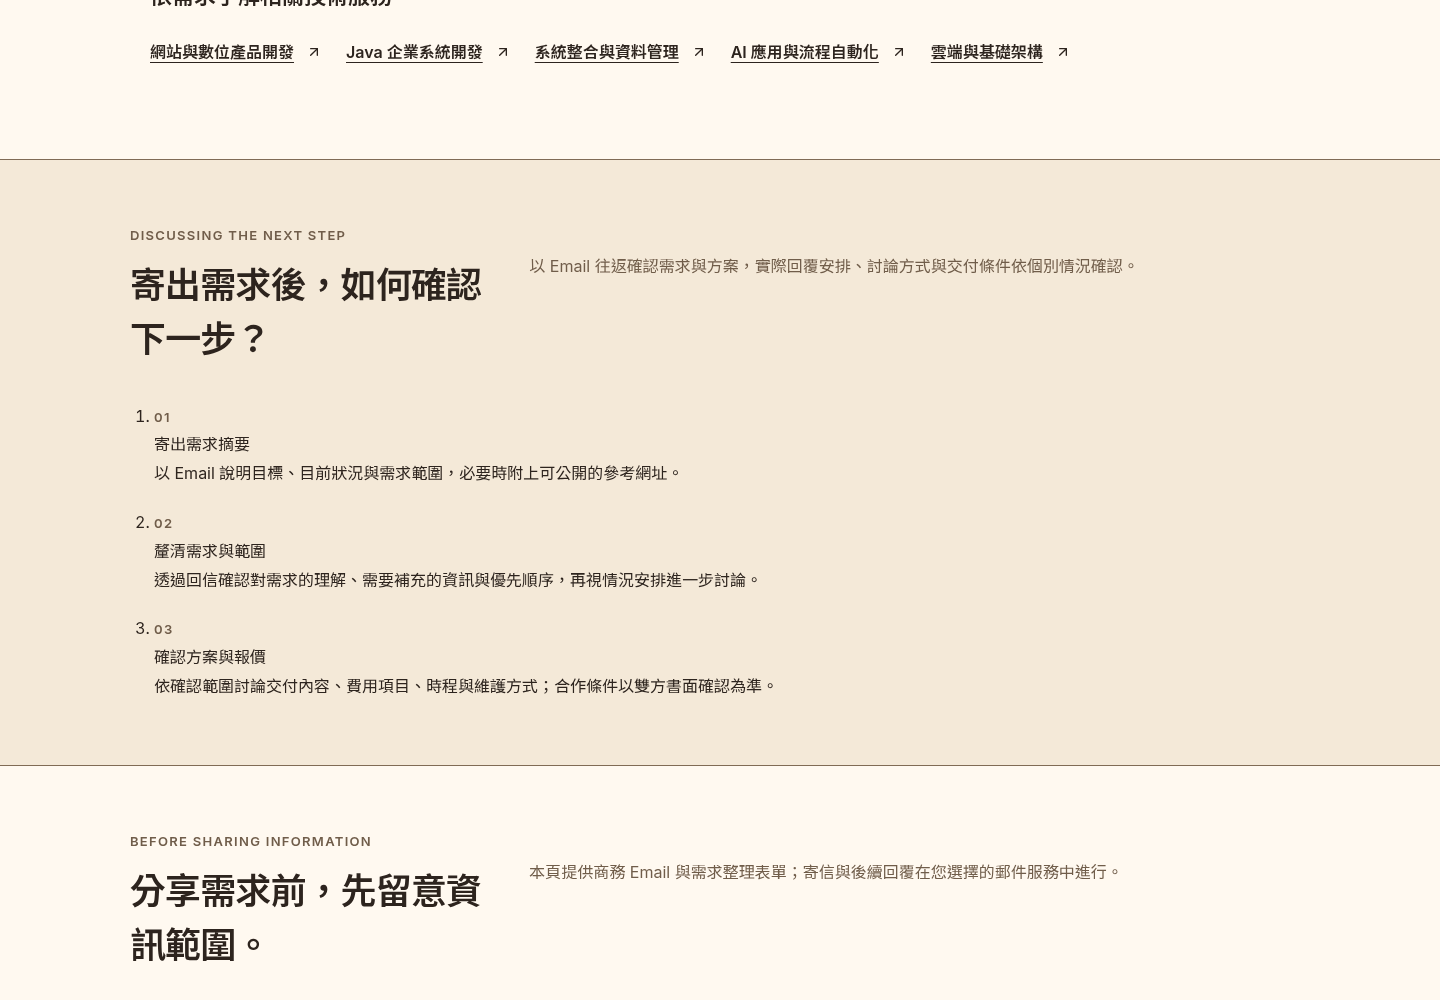 依需求了解相關技術服務
網站與數位產品開發 Java 企業系統開發 系統整合與資料管理 AI 應用與流程自動化 雲端與基礎架構
DISCUSSING THE NEXT STEP
寄出需求後，如何確認
下一步？
以 Email 往返確認需求與方案，實際回覆安排、討論方式與交付條件依個別情況確認。
1. 01
寄出需求摘要
以 Email 說明目標、目前狀況與需求範圍，必要時附上可公開的參考網址。
2. 02
釐清需求與範圍
透過回信確認對需求的理解、需要補充的資訊與優先順序，再視情況安排進一步討論。
3. 03
確認方案與報價
依確認範圍討論交付內容、費用項目、時程與維護方式；合作條件以雙方書面確認為準。
BEFORE SHARING INFORMATION
分享需求前，先留意資
訊範圍。
本頁提供商務 Email 與需求整理表單；寄信與後續回覆在您選擇的郵件服務中進行。